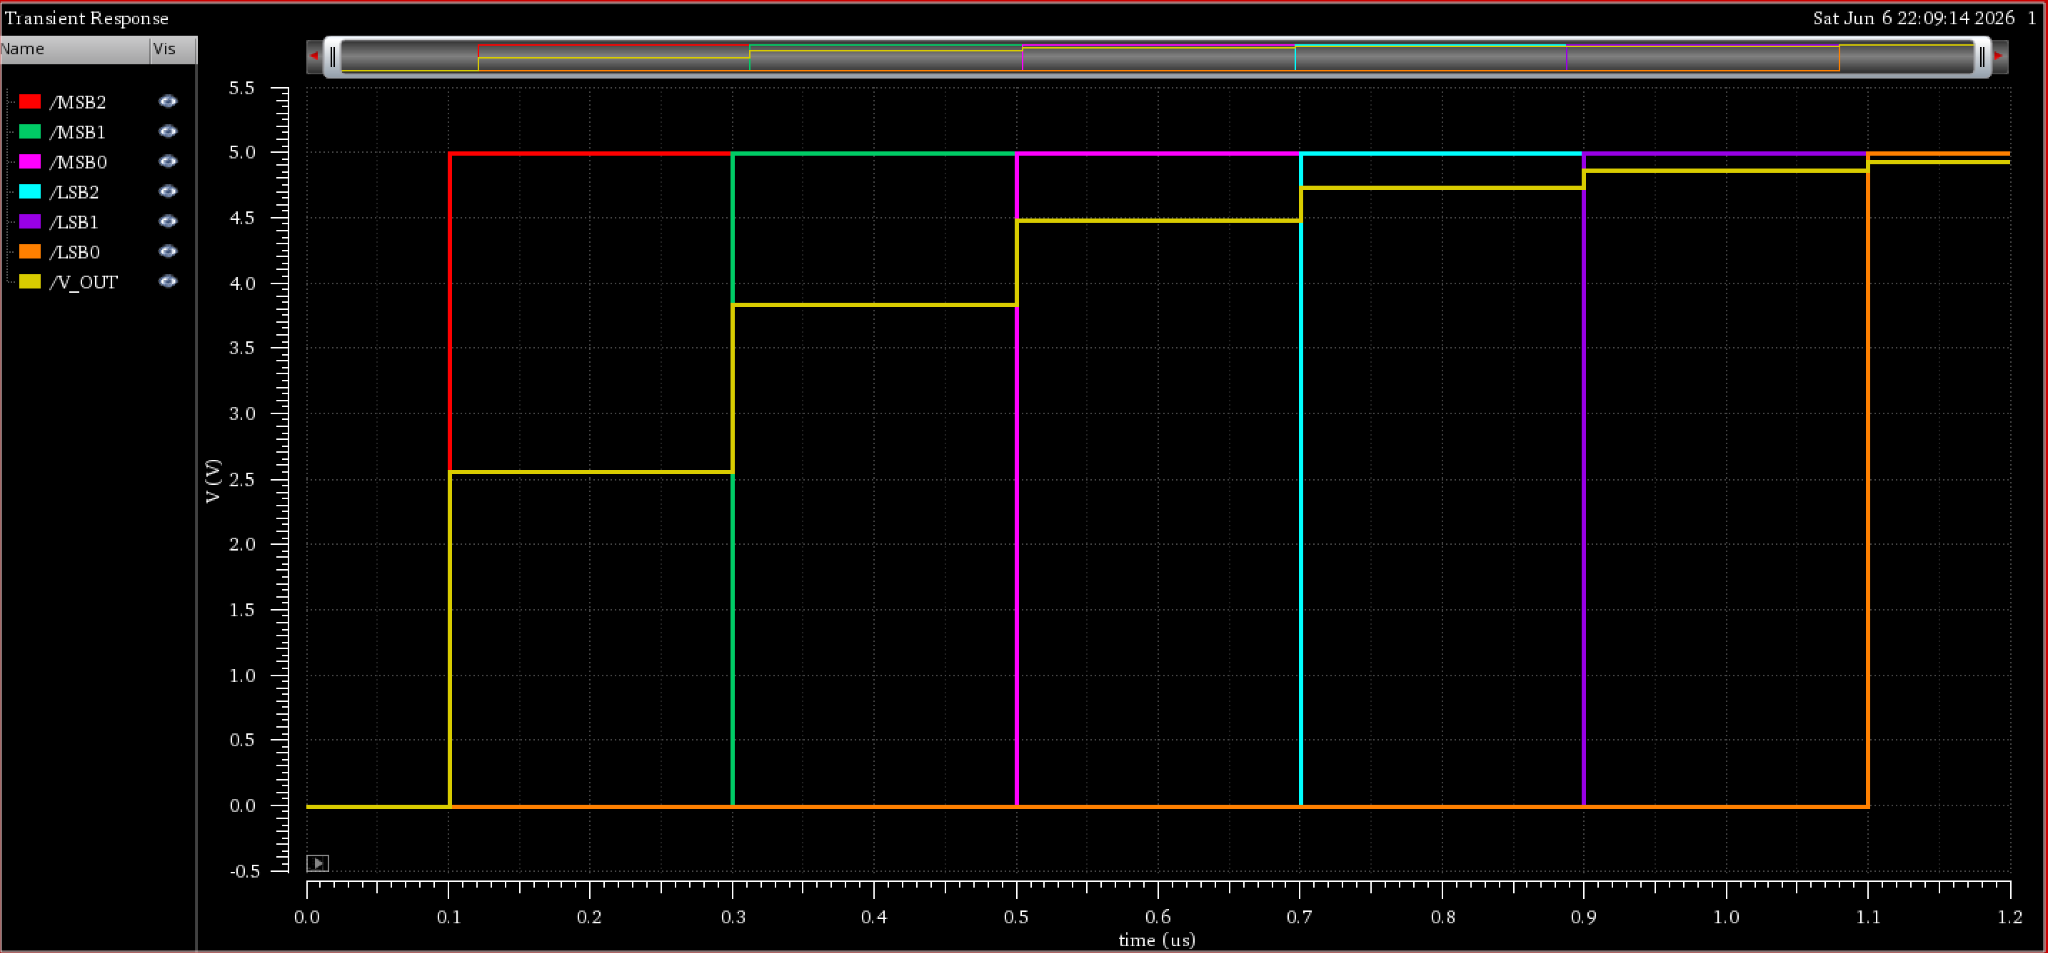 Transient Response
Sat Jun 6 22:09:14 2026 1
Name Vis
/MSB2
/MSB1
/MSB0
/LSB2
/LSB1
/LSB0
/V_OUT
V (V)
5.5
5.0
4.5
4.0
3.5
3.0
2.5
2.0
1.5
1.0
0.5
0.0
-0.5
0.0 0.1 0.2 0.3 0.4 0.5 0.6 0.7 0.8 0.9 1.0 1.1 1.2
time (us)